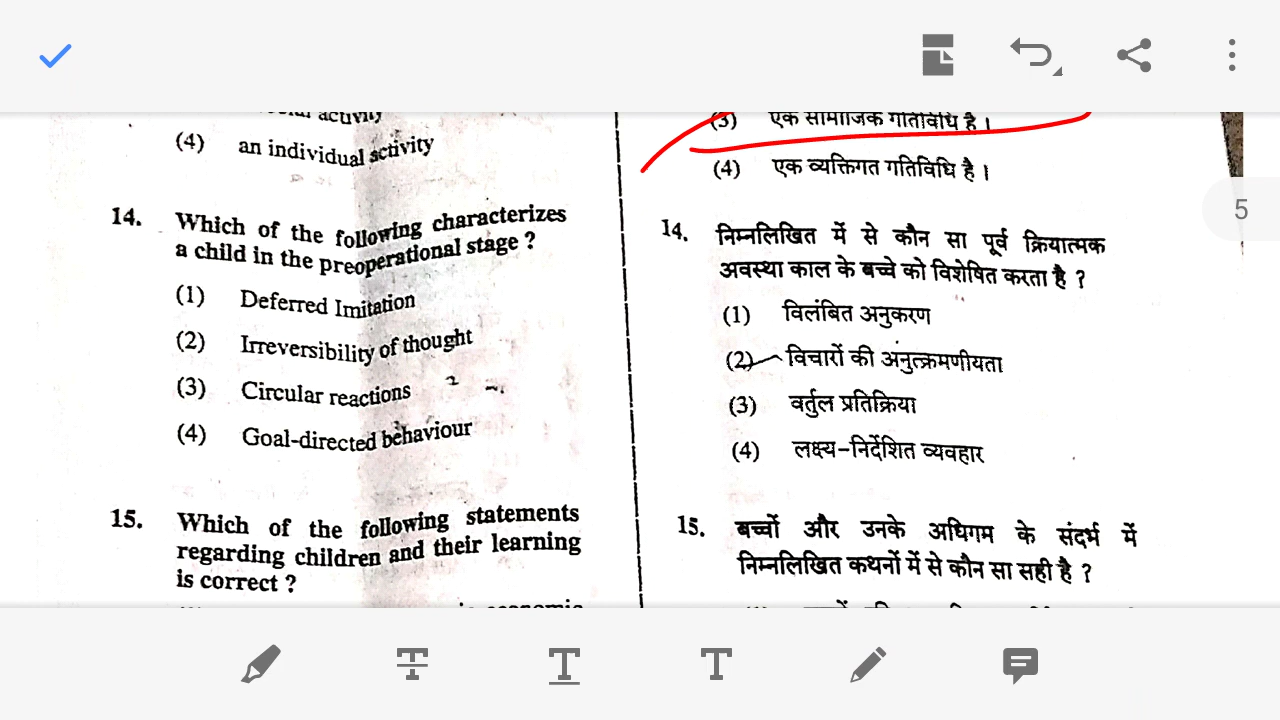 activity
(4) an individual activity
14. Which of the following characterizes
a child in the preoperational stage ?
(1) Deferred Imitation
(2) Irreversibility of thought
(3) Circular reactions
(4) Goal-directed behaviour
15. Which of the following statements
regarding children and their learning
is correct ?
(3) एक सामाजिक गतिविधि है ।
(4) एक व्यक्तिगत गतिविधि है ।
14. निम्नलिखित में से कौन सा पूर्व क्रियात्मक
अवस्था काल के बच्चे को विशेषित करता है ?
(1) विलंबित अनुकरण
(2) विचारों की अनुत्क्रमणीयता
(3) वर्तुल प्रतिक्रिया
(4) लक्ष्य-निर्देशित व्यवहार
15. बच्चों और उनके अधिगम के संदर्भ में
निम्नलिखित कथनों में से कौन सा सही है ?
5